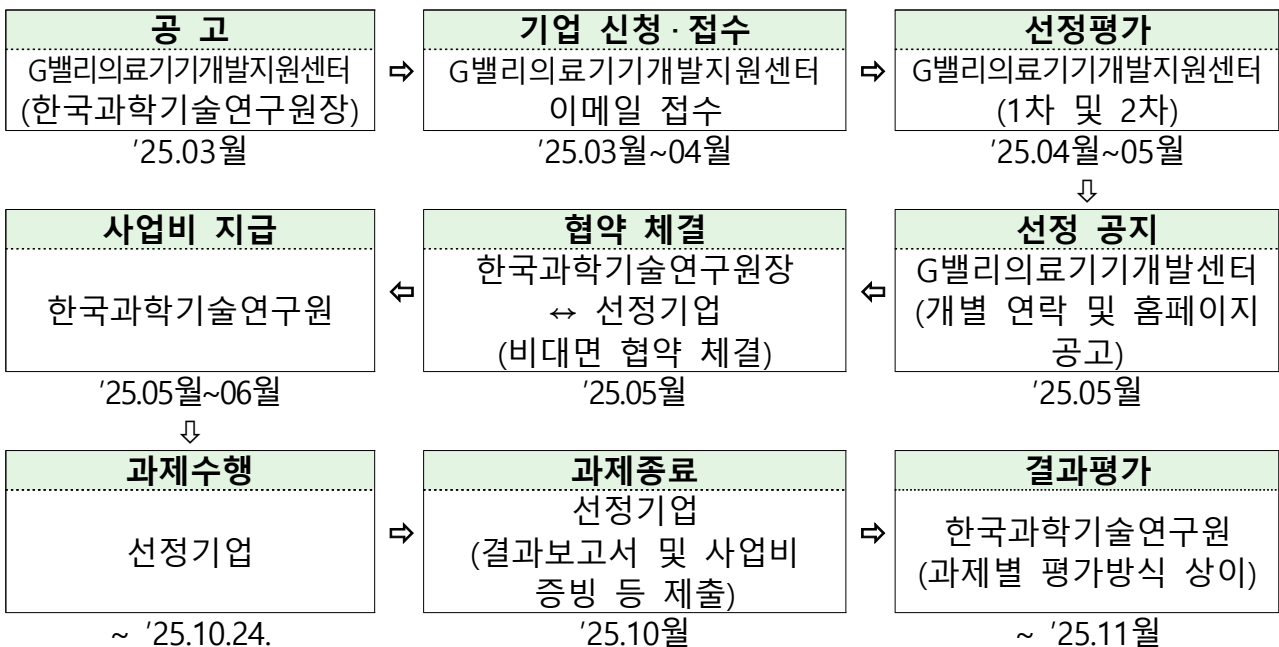 공 고
G밸리의료기기개발지원센터
(한국과학기술연구원장)
'25.03월
⇨
기업 신청·접수
G밸리의료기기개발지원센터
이메일 접수
'25.03월~04월
⇨
선정평가
G밸리의료기기개발지원센터
(1차 및 2차)
'25.04월~05월
⇩
선정 공지
G밸리의료기기개발센터
(개별 연락 및 홈페이지
공고)
'25.05월
⇦
협약 체결
한국과학기술연구원장
↔ 선정기업
(비대면 협약 체결)
'25.05월
⇦
사업비 지급
한국과학기술연구원
'25.05월~06월
⇩
과제수행
선정기업
~ '25.10.24.
⇨
과제종료
선정기업
(결과보고서 및 사업비
증빙 등 제출)
'25.10월
⇨
결과평가
한국과학기술연구원
(과제별 평가방식 상이)
~ '25.11월